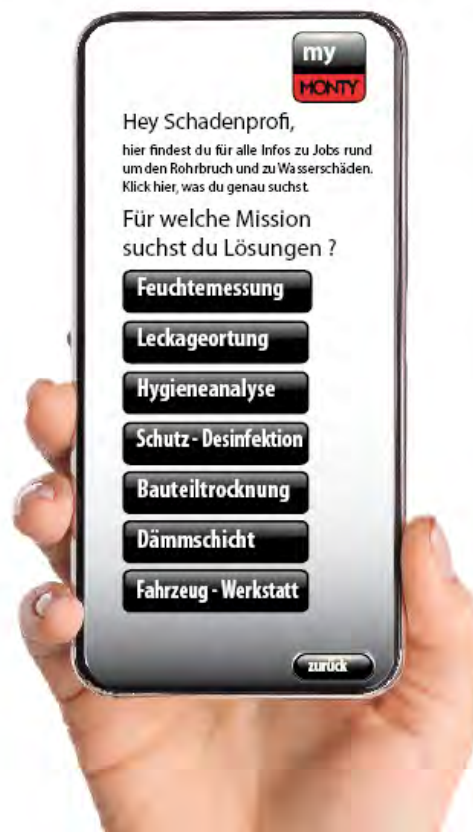 my
MONTY
Hey Schadenprofi,
hier findest du für alle Infos zu Jobs rund
um den Rohrbruch und zu Wasserschäden.
Klick hier, was du genau suchst.
Für welche Mission
suchst du Lösungen ?
Feuchtemessung
Leckageortung
Hygieneanalyse
Schutz - Desinfektion
Bauteiltrocknung
Dämmschicht
Fahrzeug - Werkstatt
zurück